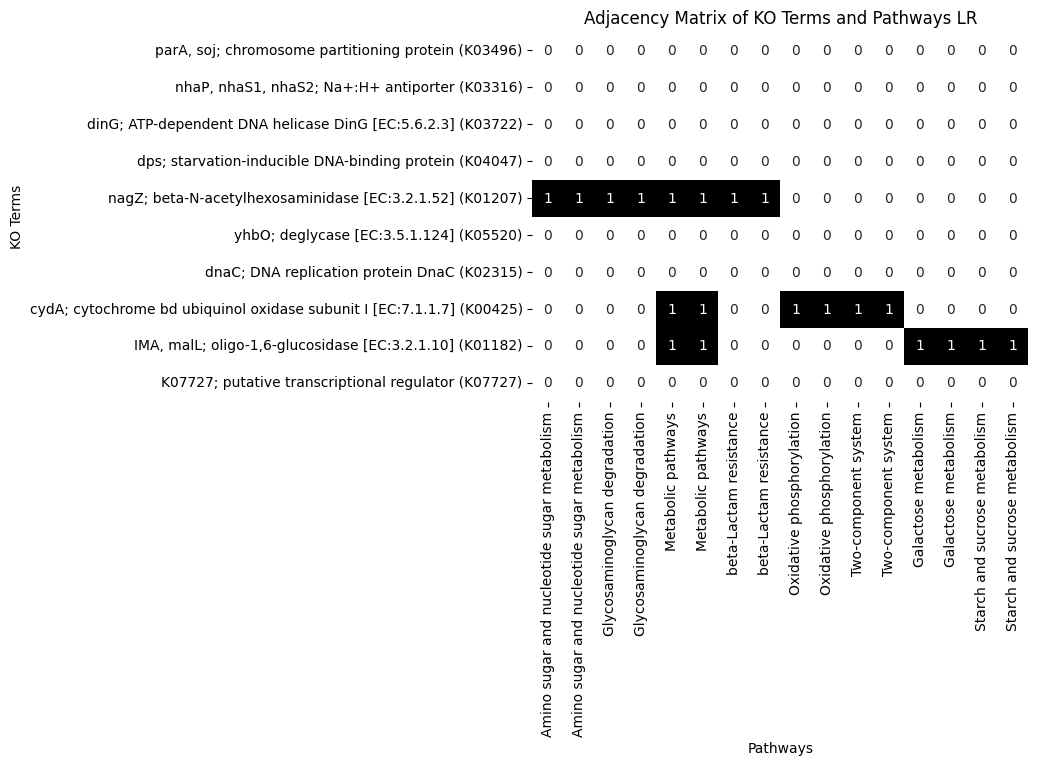 Adjacency Matrix of KO Terms and Pathways LR
KO Terms
parA, soj; chromosome partitioning protein (K03496) 0 0 0 0 0 0 0 0 0 0 0 0 0 0 0 0
nhaP, nhaS1, nhaS2; Na+:H+ antiporter (K03316) 0 0 0 0 0 0 0 0 0 0 0 0 0 0 0 0
dinG; ATP-dependent DNA helicase DinG [EC:5.6.2.3] (K03722) 0 0 0 0 0 0 0 0 0 0 0 0 0 0 0 0
dps; starvation-inducible DNA-binding protein (K04047) 0 0 0 0 0 0 0 0 0 0 0 0 0 0 0 0
nagZ; beta-N-acetylhexosaminidase [EC:3.2.1.52] (K01207) 1 1 1 1 1 1 1 1 0 0 0 0 0 0 0 0
yhbO; deglycase [EC:3.5.1.124] (K05520) 0 0 0 0 0 0 0 0 0 0 0 0 0 0 0 0
dnaC; DNA replication protein DnaC (K02315) 0 0 0 0 0 0 0 0 0 0 0 0 0 0 0 0
cydA; cytochrome bd ubiquinol oxidase subunit I [EC:7.1.1.7] (K00425) 0 0 0 0 1 1 0 0 1 1 1 1 0 0 0 0
IMA, malL; oligo-1,6-glucosidase [EC:3.2.1.10] (K01182) 0 0 0 0 1 1 0 0 0 0 0 0 1 1 1 1
K07727; putative transcriptional regulator (K07727) 0 0 0 0 0 0 0 0 0 0 0 0 0 0 0 0
Amino sugar and nucleotide sugar metabolism
Amino sugar and nucleotide sugar metabolism
Glycosaminoglycan degradation
Glycosaminoglycan degradation
Metabolic pathways
Metabolic pathways
beta-Lactam resistance
beta-Lactam resistance
Oxidative phosphorylation
Oxidative phosphorylation
Two-component system
Two-component system
Galactose metabolism
Galactose metabolism
Starch and sucrose metabolism
Starch and sucrose metabolism
Pathways